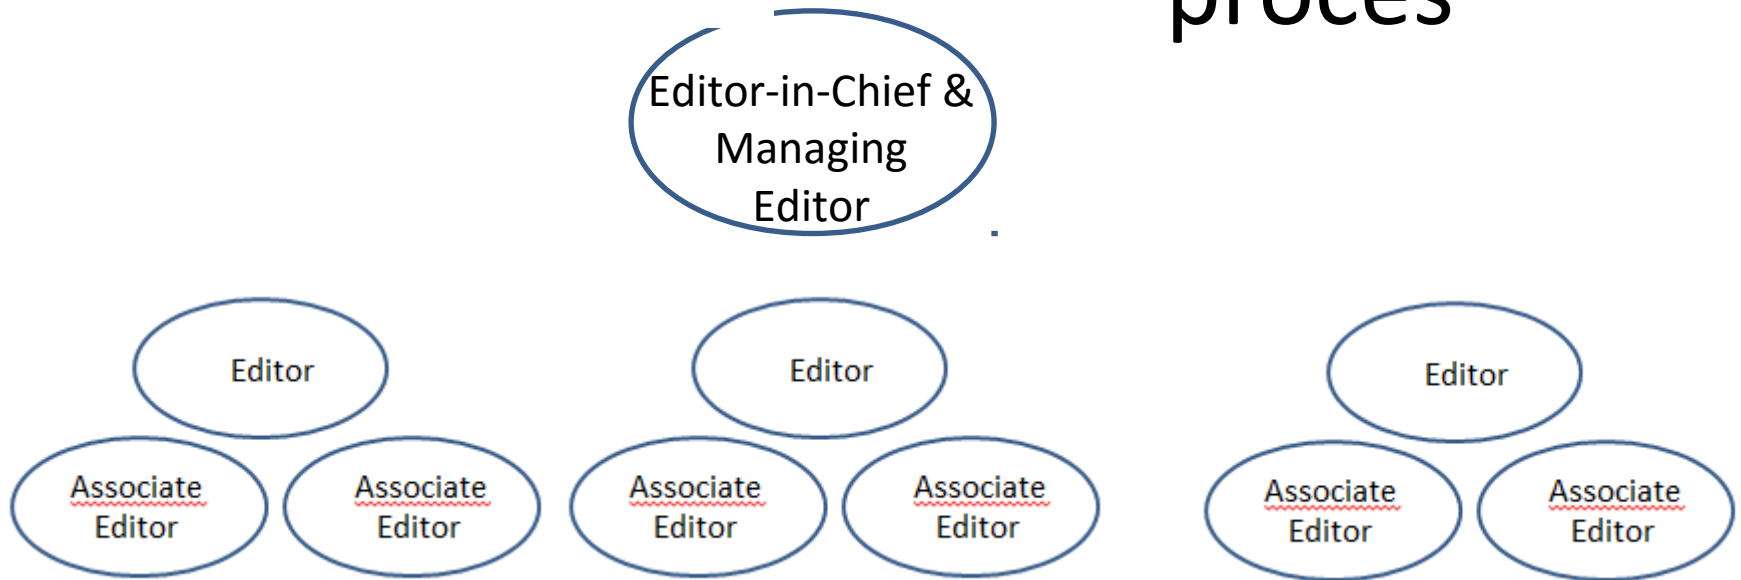 proces
Editor-in-Chief &
Managing
Editor
Editor
Editor
Editor
Associate
Editor
Associate
Editor
Associate
Editor
Associate
Editor
Associate
Editor
Associate
Editor